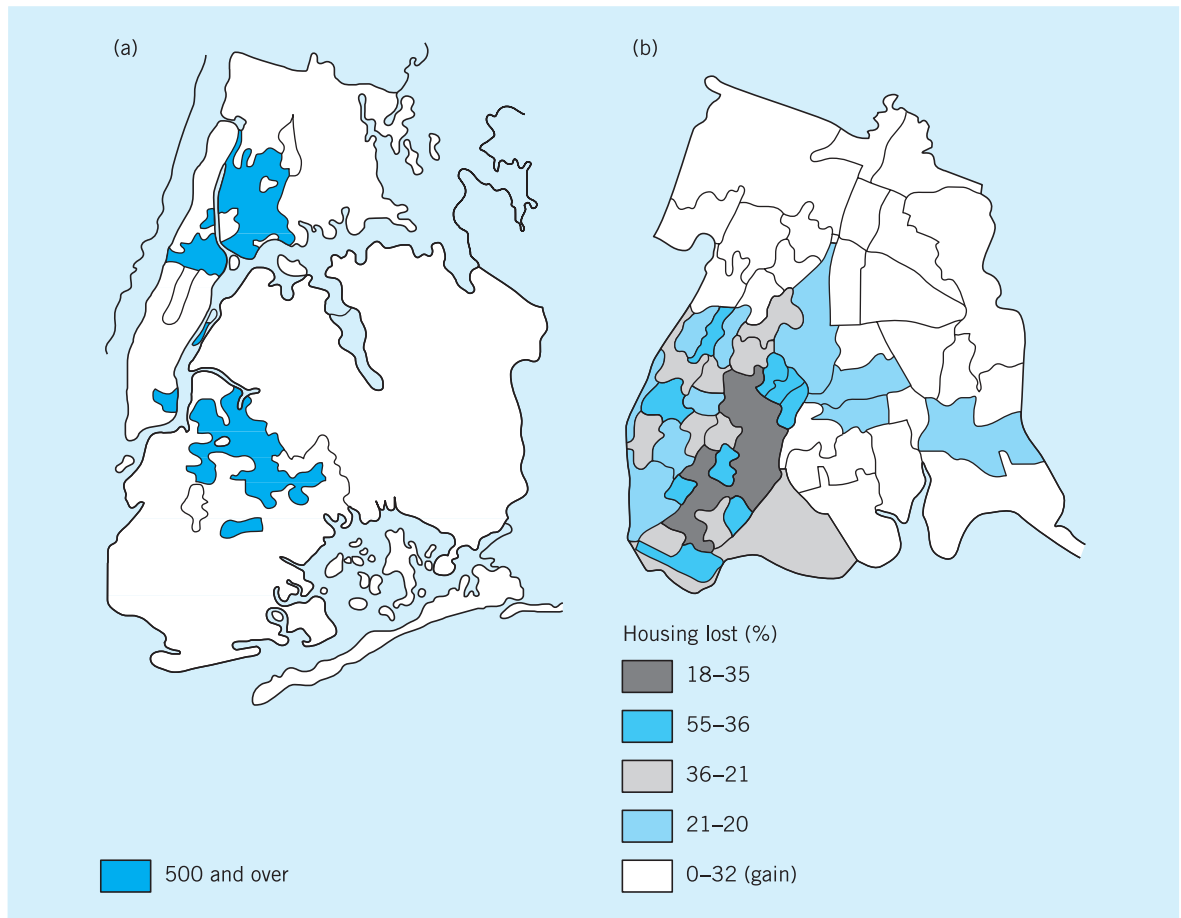 (a)
(b)
Housing lost (%)
18–35
55–36
36–21
21–20
0–32 (gain)
500 and over